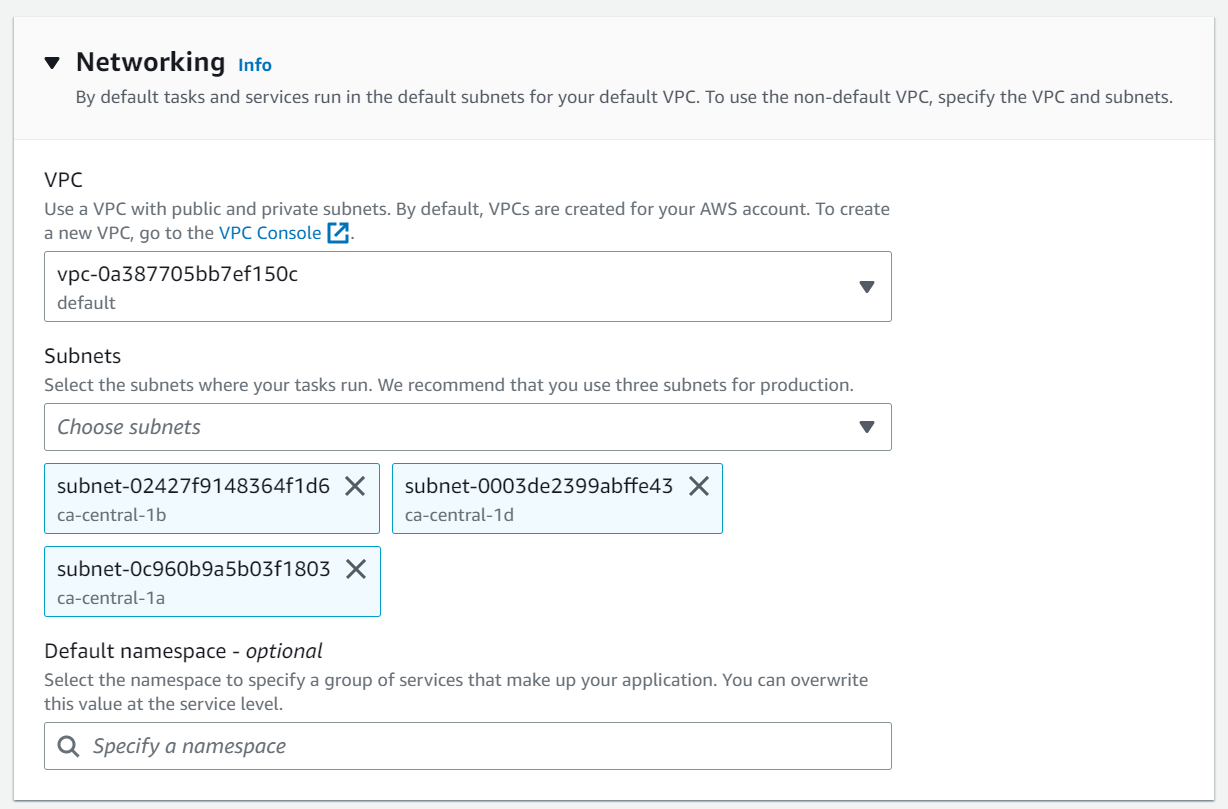 Networking Info
By default tasks and services run in the default subnets for your default VPC. To use the non-default VPC, specify the VPC and subnets.
VPC
Use a VPC with public and private subnets. By default, VPCs are created for your AWS account. To create
a new VPC, go to the VPC Console .
vpc-0a387705bb7ef150c
default
Subnets
Select the subnets where your tasks run. We recommend that you use three subnets for production.
Choose subnets
subnet-02427f9148364f1d6 subnet-0003de2399abffe43
ca-central-1b ca-central-1d
subnet-0c960b9a5b03f1803
ca-central-1a
Default namespace - optional
Select the namespace to specify a group of services that make up your application. You can overwrite
this value at the service level.
Specify a namespace